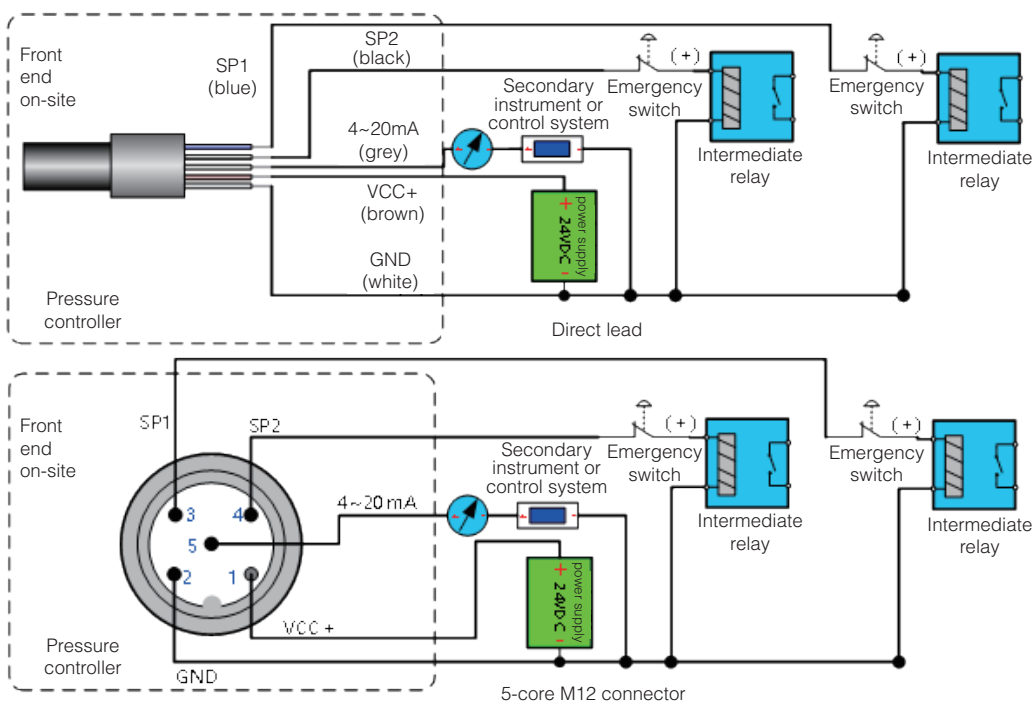 Front
end
on-site
SP1
(blue)
SP2
(black)
4~20mA
(grey)
VCC+
(brown)
GND
(white)
Pressure
controller
Secondary
instrument or
control system
Emergency
switch
(+)
Intermediate
relay
Emergency
switch
(+)
Intermediate
relay
power supply
+ 24VDC -
Direct lead
Front
end
on-site
SP1
SP2
4~20 mA
3
4
5
2
1
VCC +
GND
Pressure
controller
Secondary
instrument or
control system
Emergency
switch
(+)
Intermediate
relay
Emergency
switch
(+)
Intermediate
relay
power supply
+ 24VDC -
5-core M12 connector